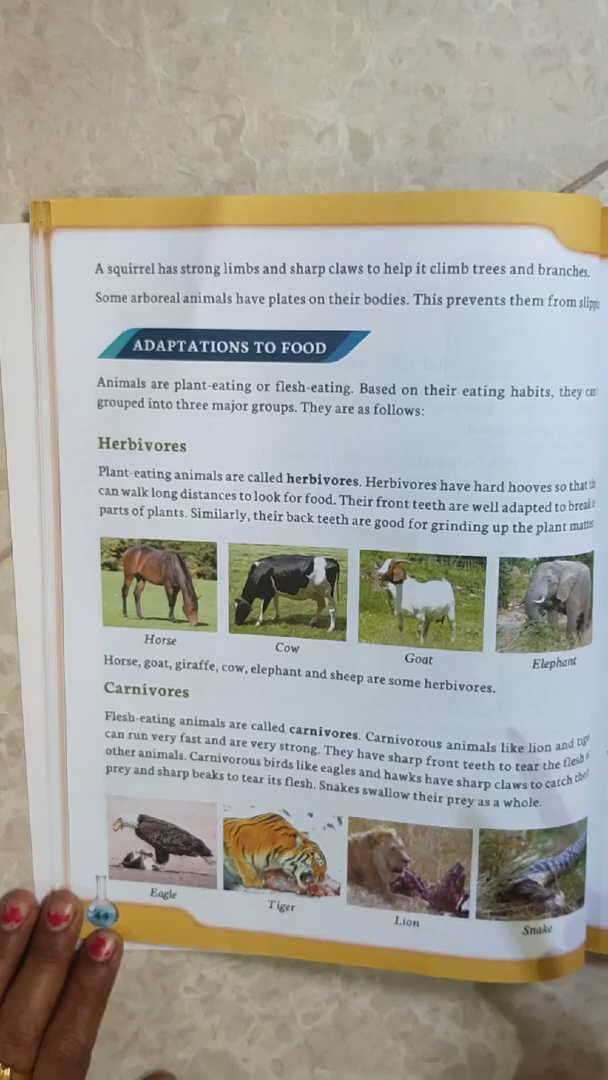 A squirrel has strong limbs and sharp claws to help it climb trees and branches.
Some arboreal animals have plates on their bodies. This prevents them from
ADAPTATIONS TO FOOD
Animals are plant-eating or flesh-eating. Based on their eating habits, they can
grouped into three major groups. They are as follows:
Herbivores
Plant-eating animals are called herbivores. Herbivores have hard hooves so that
can walk long distances to look for food. Their front teeth are well adapted to break
parts of plants. Similarly, their back teeth are good for grinding up the plant
Horse
Cow
Goat
Elephant
Horse, goat, giraffe, cow, elephant and sheep are some herbivores.
Carnivores
Flesh-eating animals are called carnivores. Carnivorous animals like lion and
can run very fast and are very strong. They have sharp front teeth to tear the flesh
other animals. Carnivorous birds like eagles and hawks have sharp claws to catch
prey and sharp beaks to tear its flesh. Snakes swallow their prey as a whole.
Eagle
Tiger
Lion
Snake
44